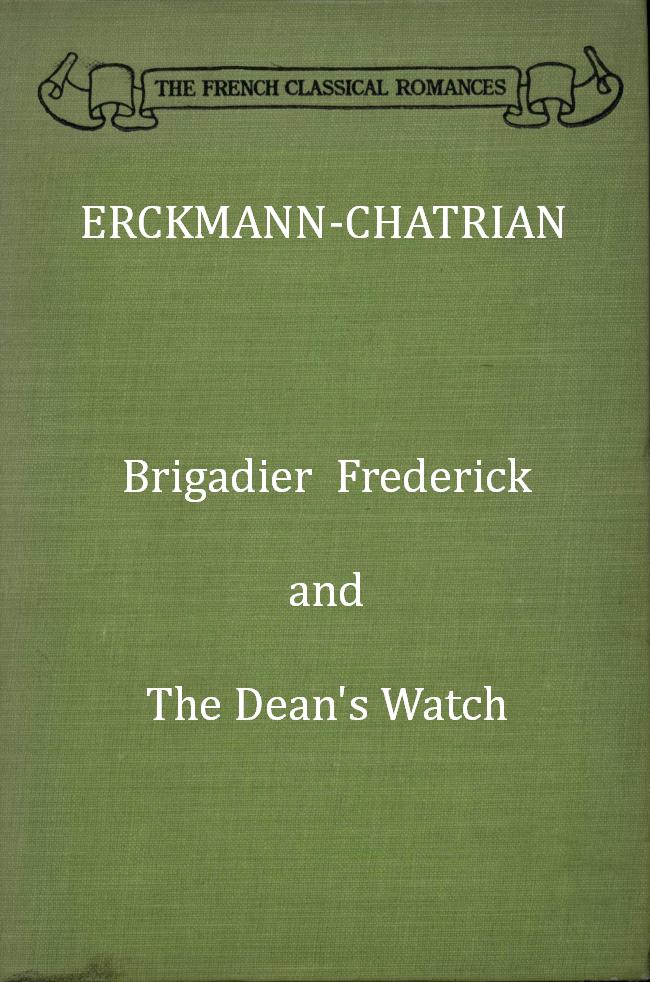 THE FRENCH CLASSICAL ROMANCES
ERCKMANN-CHATRIAN
Brigadier Frederick
and
The Dean's Watch